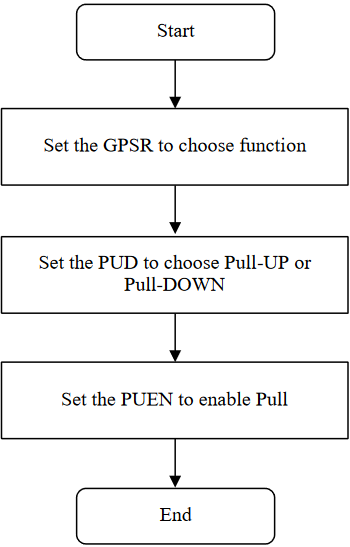 Start
Set the GPSR to choose function
Set the PUD to choose Pull-UP or
Pull-DOWN
Set the PUEN to enable Pull
End